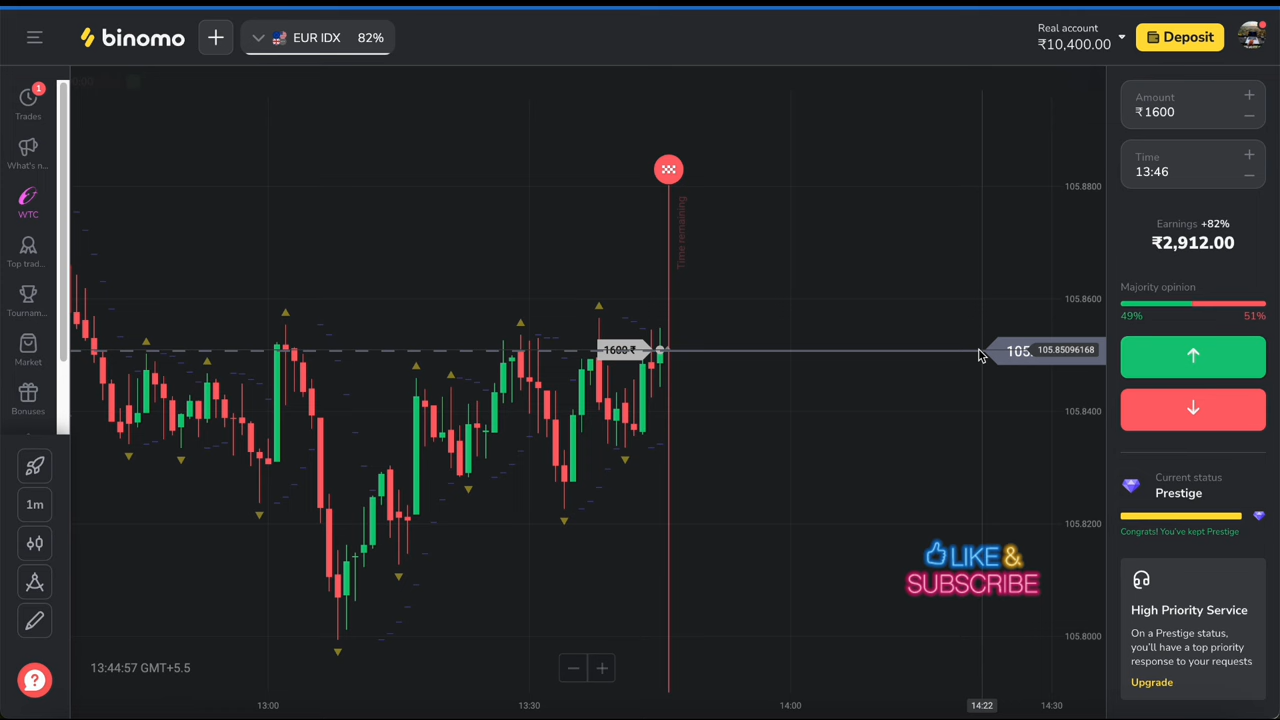 binomo
EUR IDX 82%
Real account
₹10,400.00
Deposit
1
Trades
What's n...
WTC
Top trad...
Tournam...
Market
Bonuses
1m
Time remaining
1600 ₹
105.8800
105.8600
105.
105.85096168
105.8400
105.8200
105.8000
LIKE &
SUBSCRIBE
13:44:57 GMT+5.5
13:00
13:30
14:00
14:22
14:30
Amount
₹1600
Time
13:46
Earnings +82%
₹2,912.00
Majority opinion
49% 51%
Current status
Prestige
Congrats! You've kept Prestige
High Priority Service
On a Prestige status,
you'll have a top priority
response to your requests
Upgrade